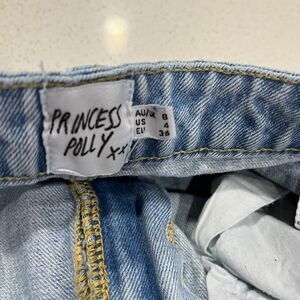 PRINCESS
POLLY xx
AU/UK 8
US 4
EU 36